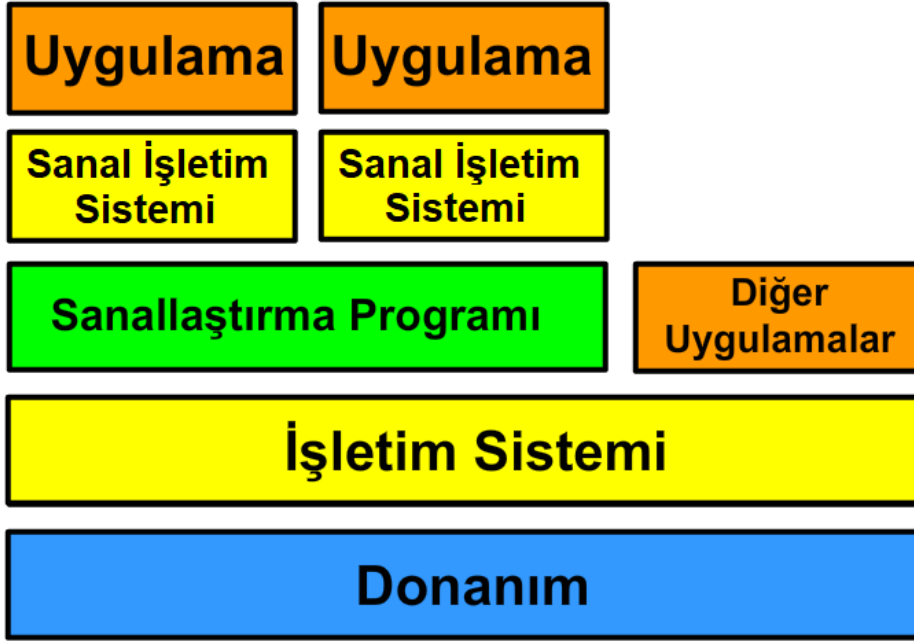 Uygulama
Uygulama
Sanal İşletim
Sistemi
Sanal İşletim
Sistemi
Sanallaştırma Programı
Diğer
Uygulamalar
İşletim Sistemi
Donanım